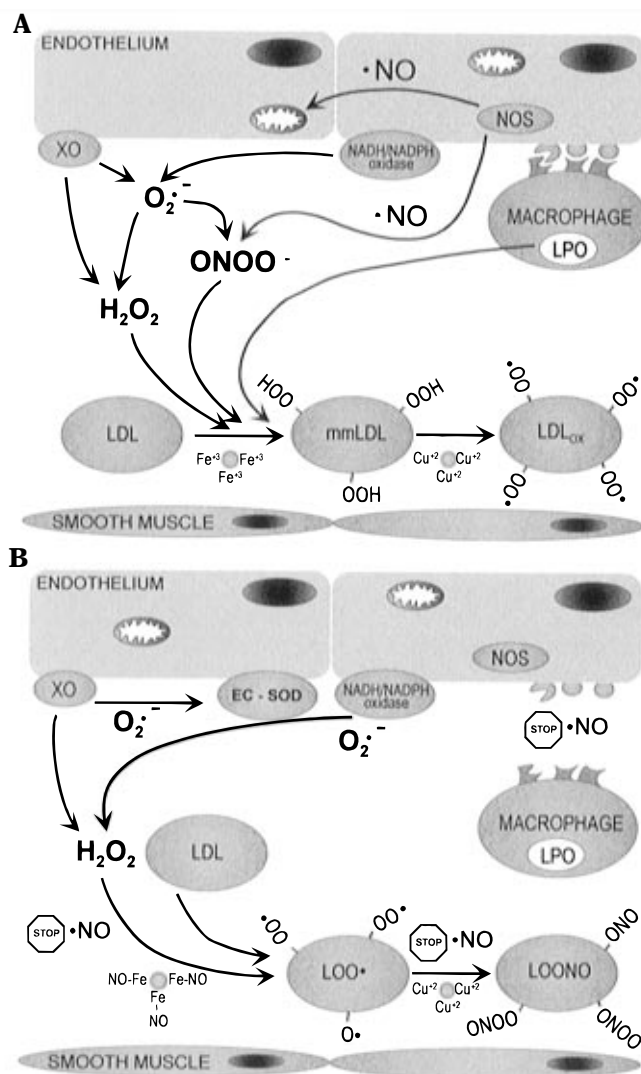 A
ENDOTHELIUM
•NO
NOS
XO
NADH/NADPH
oxidase
O₂•⁻
•NO
MACROPHAGE
LPO
ONOO⁻
H₂O₂
LDL
Fe⁺³ Fe⁺³
Fe⁺³
HOO
OOH
mmLDL
OOH
Cu⁺² Cu⁺²
Cu⁺²
•OO
OO•
LDLOX
•OO
OO•
SMOOTH MUSCLE
B
ENDOTHELIUM
NOS
XO
EC - SOD
NADH/NADPH
oxidase
O₂•⁻
O₂•⁻
STOP •NO
MACROPHAGE
LPO
H₂O₂
LDL
STOP •NO
NO-Fe Fe-NO
Fe
NO
•OO
OO•
LOO•
O•
STOP •NO
Cu⁺² Cu⁺²
Cu⁺²
ONO
LOONO
ONOO
ONOO
SMOOTH MUSCLE